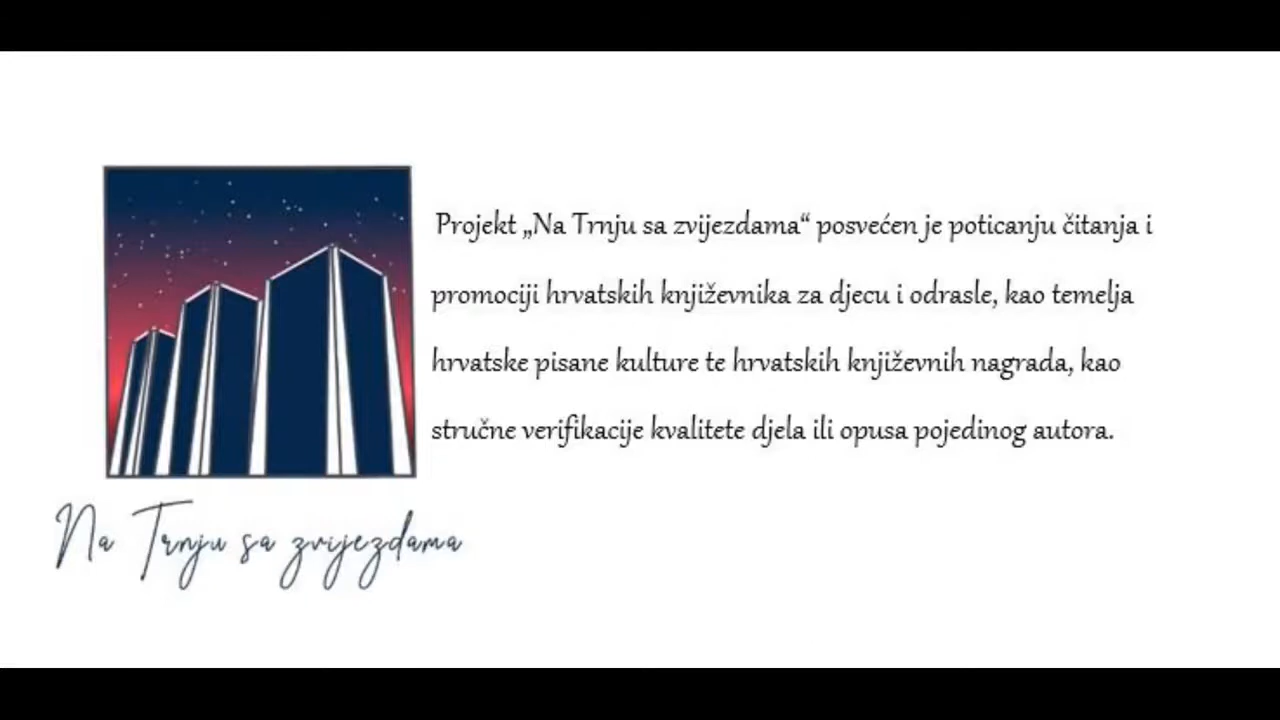 Projekt „Na Trnju sa zvijezdama“ posvećen je poticanju čitanja i
promociji hrvatskih književnika za djecu i odrasle, kao temelja
hrvatske pisane kulture te hrvatskih književnih nagrada, kao
stručne verifikacije kvalitete djela ili opusa pojedinog autora.
Na Trnju sa zvijezdama